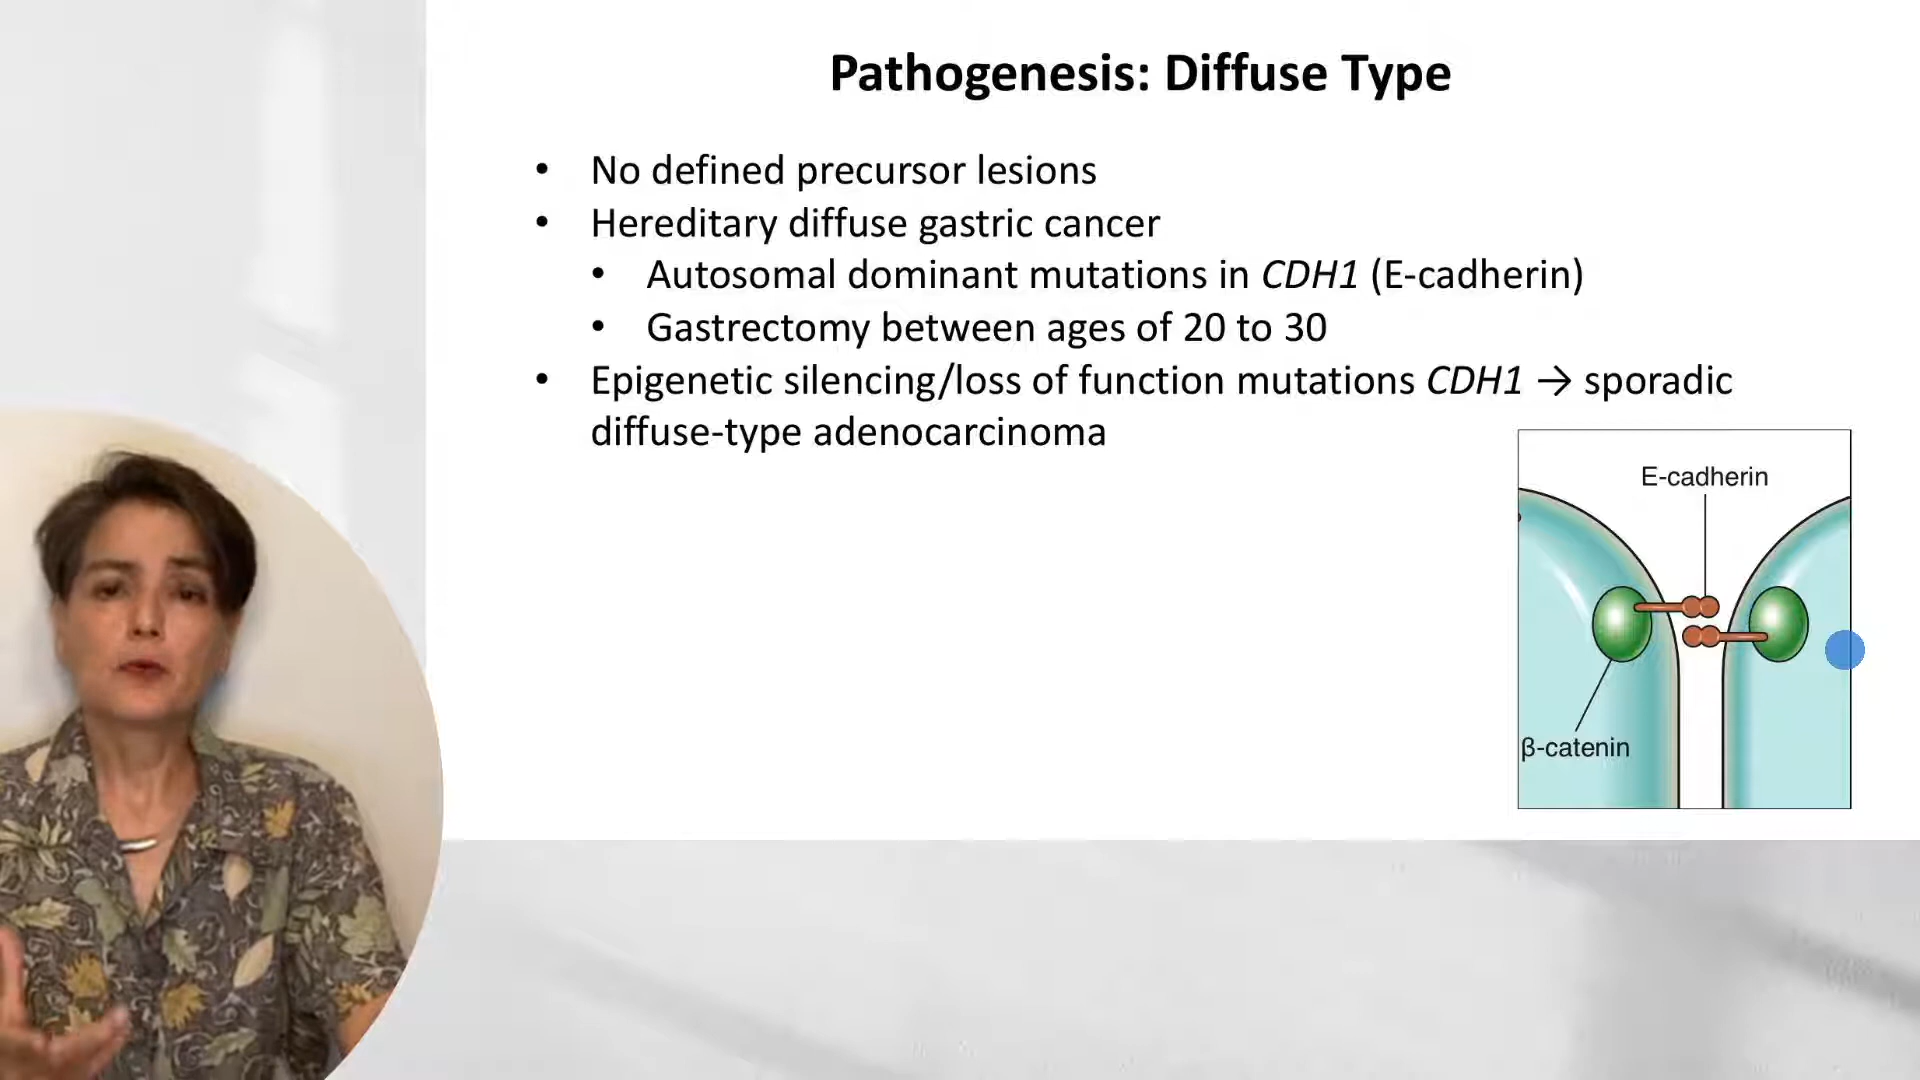 Pathogenesis: Diffuse Type
• No defined precursor lesions
• Hereditary diffuse gastric cancer
• Autosomal dominant mutations in CDH1 (E-cadherin)
• Gastrectomy between ages of 20 to 30
• Epigenetic silencing/loss of function mutations CDH1 → sporadic
diffuse-type adenocarcinoma
E-cadherin
β-catenin